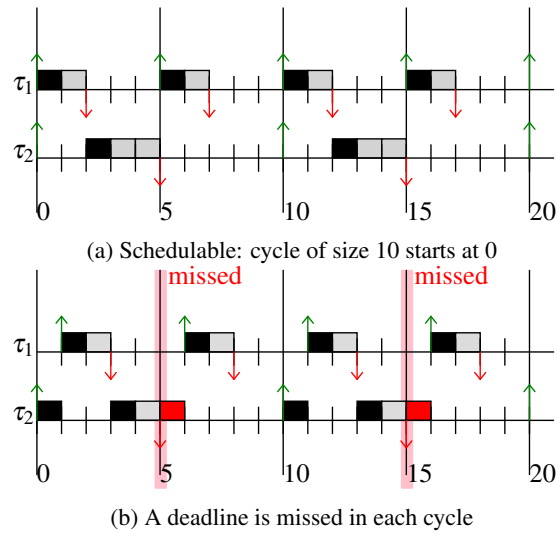 τ1
τ2
0 5 10 15 20
(a) Schedulable: cycle of size 10 starts at 0
missed missed
τ1
τ2
0 5 10 15 20
(b) A deadline is missed in each cycle